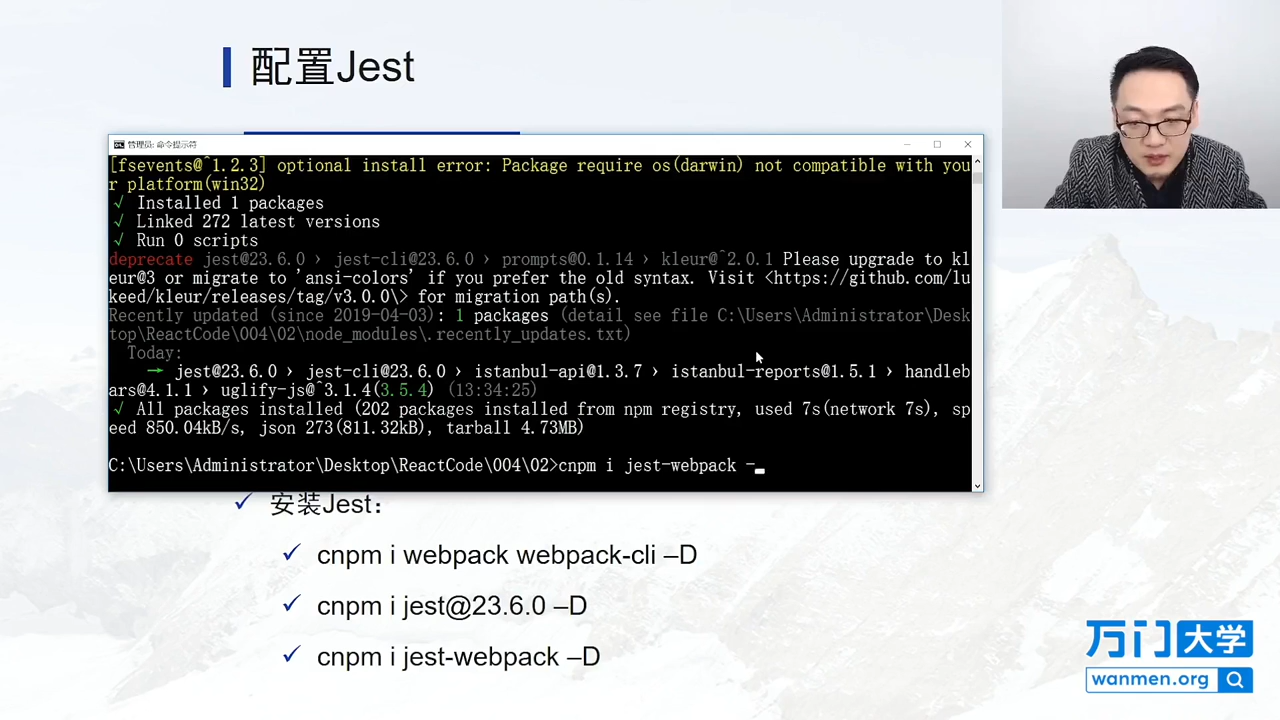 配置Jest
管理员: 命令提示符
[fsevents@^1.2.3] optional install error: Package require os(darwin) not compatible with you
r platform(win32)
√ Installed 1 packages
√ Linked 272 latest versions
√ Run 0 scripts
deprecate jest@23.6.0 › jest-cli@23.6.0 › prompts@0.1.14 › kleur@^2.0.1 Please upgrade to kl
eur@3 or migrate to 'ansi-colors' if you prefer the old syntax. Visit <https://github.com/lu
keed/kleur/releases/tag/v3.0.0\> for migration path(s).
Recently updated (since 2019-04-03): 1 packages (detail see file C:\Users\Administrator\Desk
top\ReactCode\004\02\node_modules\.recently_updates.txt)
Today:
→ jest@23.6.0 › jest-cli@23.6.0 › istanbul-api@1.3.7 › istanbul-reports@1.5.1 › handleb
ars@4.1.1 › uglify-js@^3.1.4(3.5.4) (13:34:25)
√ All packages installed (202 packages installed from npm registry, used 7s(network 7s), sp
eed 850.04kB/s, json 273(811.32kB), tarball 4.73MB)
C:\Users\Administrator\Desktop\ReactCode\004\02>cnpm i jest-webpack -_
✓ 安装Jest：
✓ cnpm i webpack webpack-cli –D
✓ cnpm i jest@23.6.0 –D
✓ cnpm i jest-webpack –D
万门大学
wanmen.org